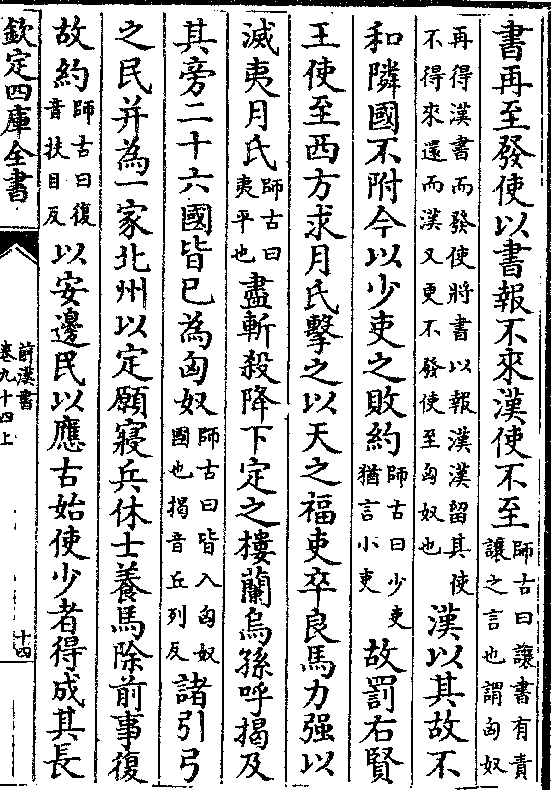 書再至發使以書報不來漢使不至師古曰讓書有責讓之言也謂匈奴
再得漢書而發使將書以報漢漢留其使不得來還而漢又更不發使至匈奴也漢以其故不
和隣國不附今以少吏之敗約師古曰少吏猶言小吏故罰右賢
王使至西方求月氏擊之以天之福吏卒良馬力强以
滅夷月氏師古曰夷平也盡斬殺降下定之樓蘭烏孫呼揭及
其旁二十六國皆已為匈奴師古曰皆入匈奴國也揭音丘列反諸引弓
之民并為一家北州以定願寢兵休士養馬除前事復
故約師古曰復音扶目反以安邊民以應古始使少者得成其長
欽定四庫全書
前漢書
卷九十四上
十四